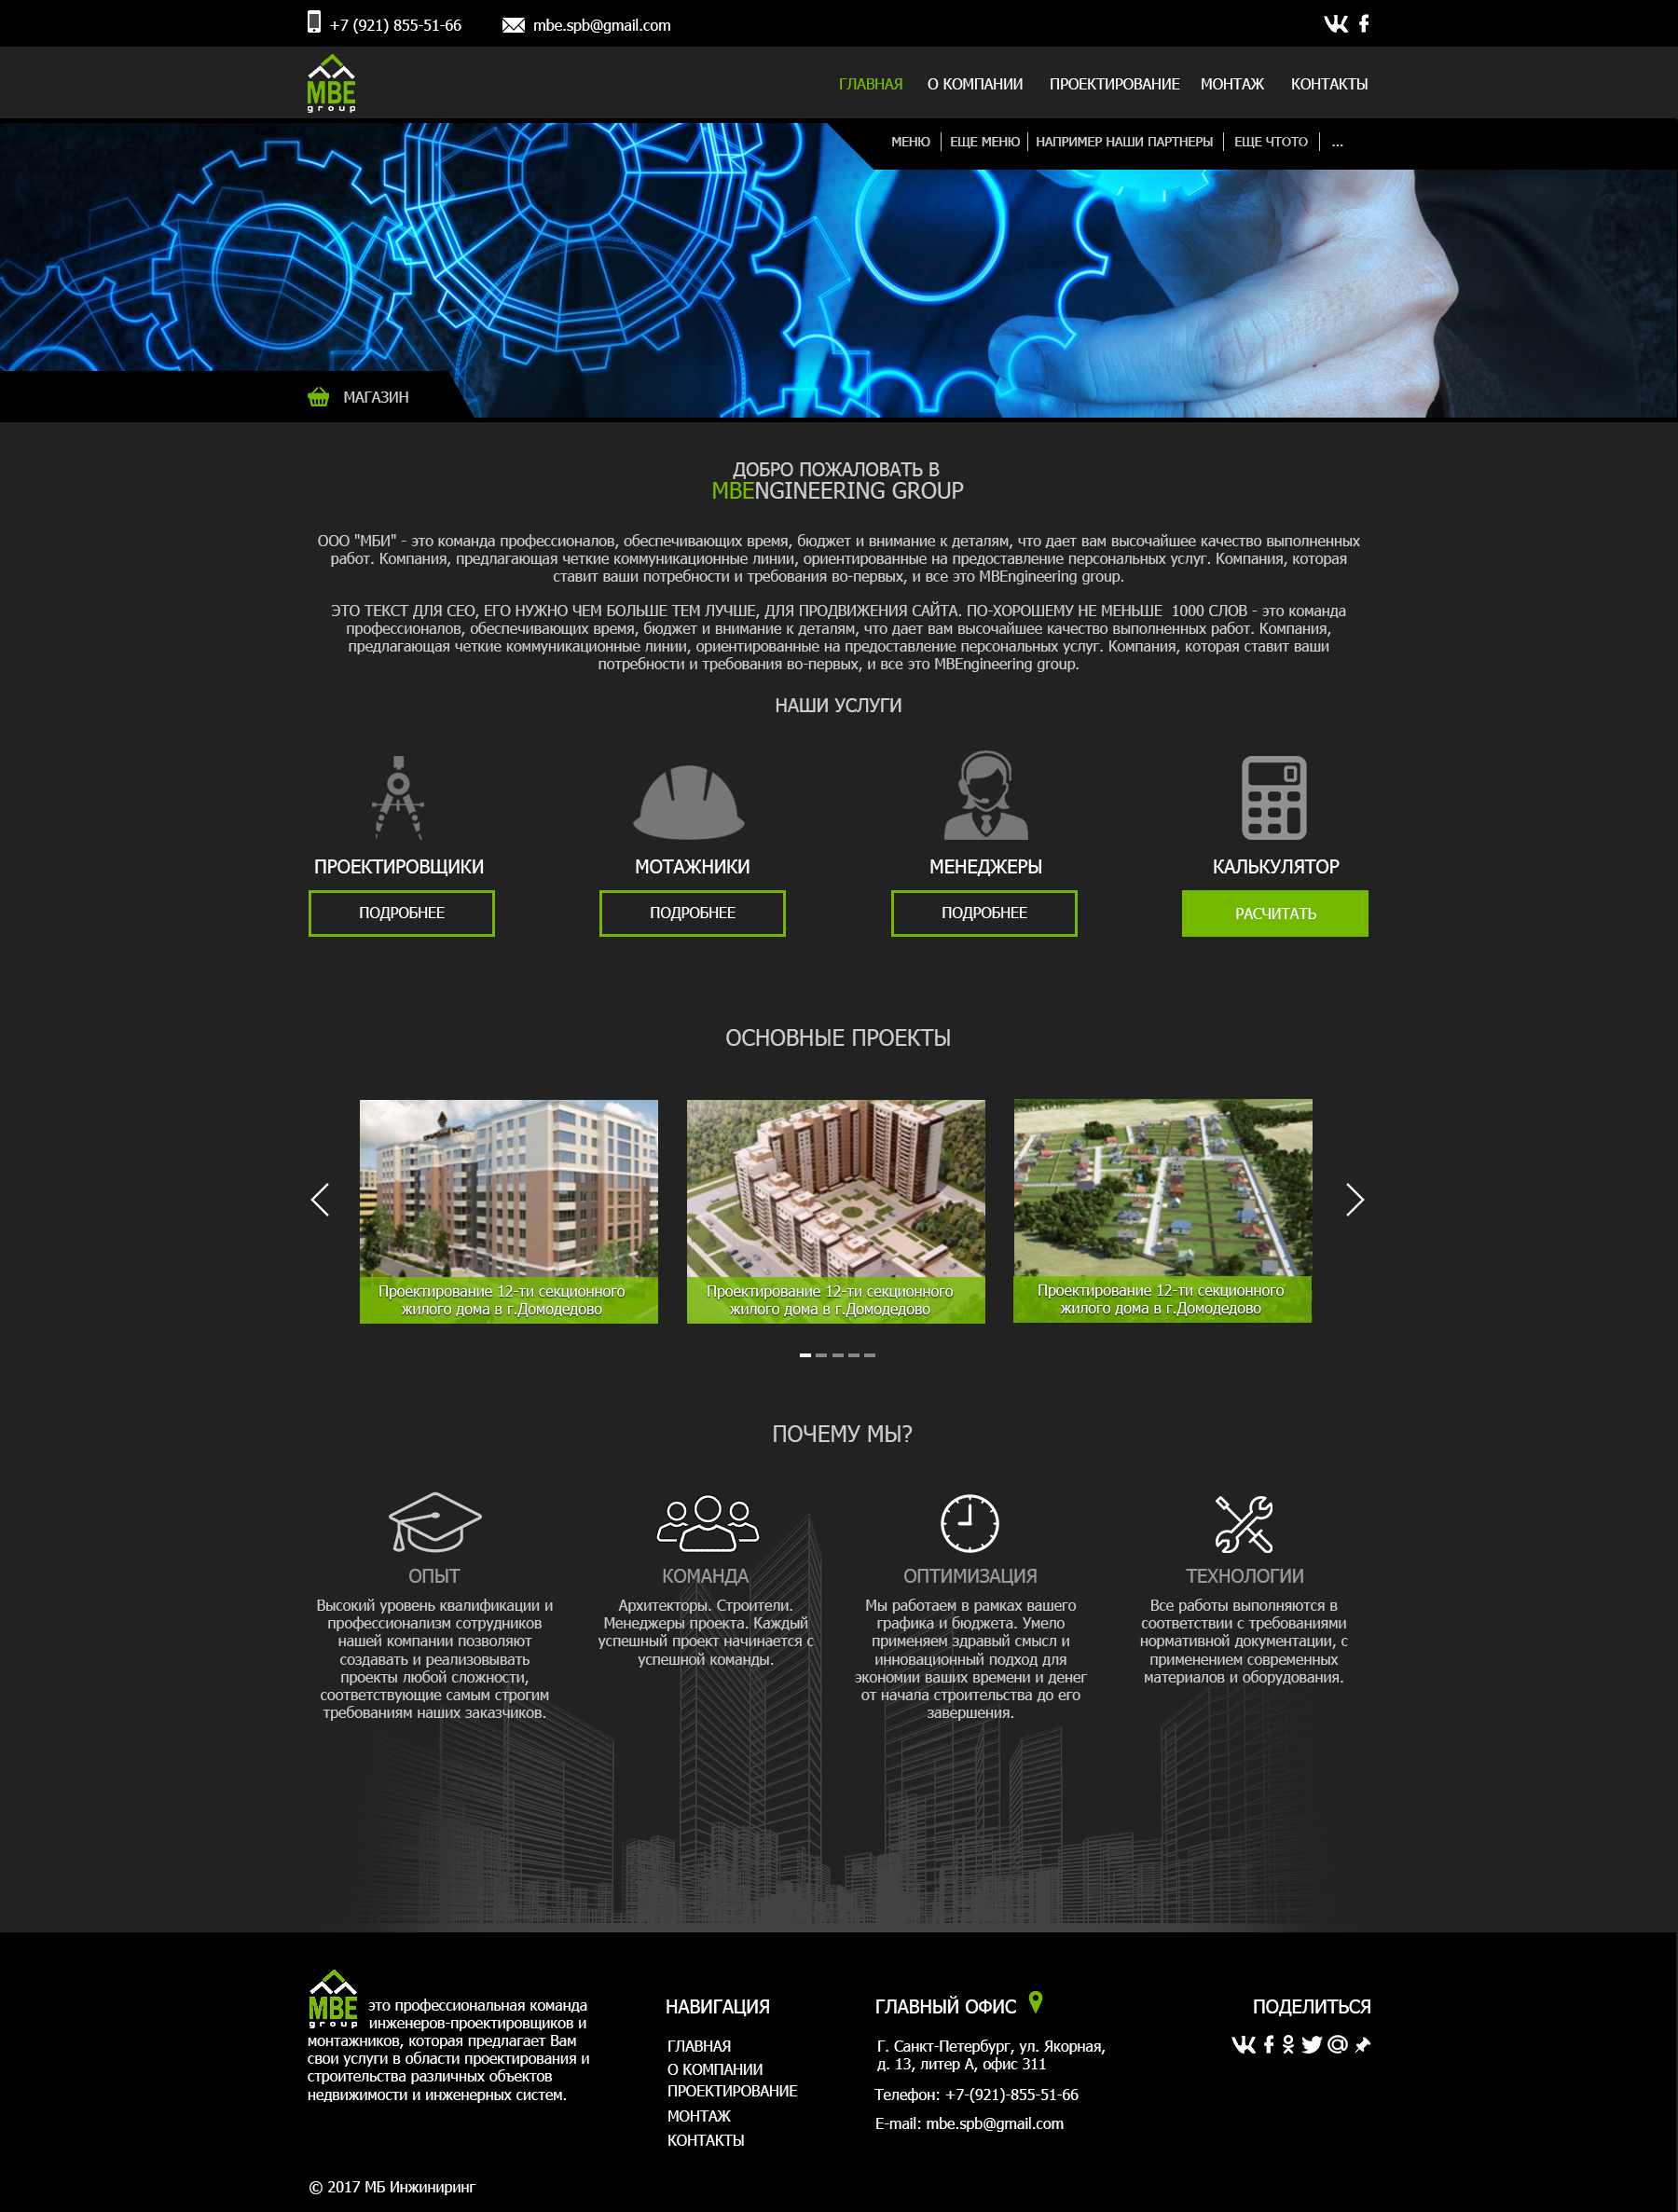 +7 (921) 855-51-66
mbe.spb@gmail.com
MBE
group
ГЛАВНАЯ
О КОМПАНИИ
ПРОЕКТИРОВАНИЕ
МОНТАЖ
КОНТАКТЫ
МЕНЮ
ЕЩЕ МЕНЮ
НАПРИМЕР НАШИ ПАРТНЕРЫ
ЕЩЕ ЧТОТО
...
МАГАЗИН
ДОБРО ПОЖАЛОВАТЬ В
MBENGINEERING GROUP
ООО "МБИ" - это команда профессионалов, обеспечивающих время, бюджет и внимание к деталям, что дает вам высочайшее качество выполненных
работ. Компания, предлагающая четкие коммуникационные линии, ориентированные на предоставление персональных услуг. Компания, которая
ставит ваши потребности и требования во-первых, и все это MBEngineering group.
ЭТО ТЕКСТ ДЛЯ СЕО, ЕГО НУЖНО ЧЕМ БОЛЬШЕ ТЕМ ЛУЧШЕ, ДЛЯ ПРОДВИЖЕНИЯ САЙТА. ПО-ХОРОШЕМУ НЕ МЕНЬШЕ  1000 СЛОВ - это команда
профессионалов, обеспечивающих время, бюджет и внимание к деталям, что дает вам высочайшее качество выполненных работ. Компания,
предлагающая четкие коммуникационные линии, ориентированные на предоставление персональных услуг. Компания, которая ставит ваши
потребности и требования во-первых, и все это MBEngineering group.
НАШИ УСЛУГИ
ПРОЕКТИРОВЩИКИ
ПОДРОБНЕЕ
МОТАЖНИКИ
ПОДРОБНЕЕ
МЕНЕДЖЕРЫ
ПОДРОБНЕЕ
КАЛЬКУЛЯТОР
РАСЧИТАТЬ
ОСНОВНЫЕ ПРОЕКТЫ
Проектирование 12-ти секционного
жилого дома в г.Домодедово
Проектирование 12-ти секционного
жилого дома в г.Домодедово
Проектирование 12-ти секционного
жилого дома в г.Домодедово
ПОЧЕМУ МЫ?
ОПЫТ
Высокий уровень квалификации и
профессионализм сотрудников
нашей компании позволяют
создавать и реализовывать
проекты любой сложности,
соответствующие самым строгим
требованиям наших заказчиков.
КОМАНДА
Архитекторы. Строители.
Менеджеры проекта. Каждый
успешный проект начинается с
успешной команды.
ОПТИМИЗАЦИЯ
Мы работаем в рамках вашего
графика и бюджета. Умело
применяем здравый смысл и
инновационный подход для
экономии ваших времени и денег
от начала строительства до его
завершения.
ТЕХНОЛОГИИ
Все работы выполняются в
соответствии с требованиями
нормативной документации, с
применением современных
материалов и оборудования.
MBE
group
это профессиональная команда
инженеров-проектировщиков и
монтажников, которая предлагает Вам
свои услуги в области проектирования и
строительства различных объектов
недвижимости и инженерных систем.
НАВИГАЦИЯ
ГЛАВНАЯ
О КОМПАНИИ
ПРОЕКТИРОВАНИЕ
МОНТАЖ
КОНТАКТЫ
ГЛАВНЫЙ ОФИС
Г. Санкт-Петербург, ул. Якорная,
д. 13, литер А, офис 311
Телефон: +7-(921)-855-51-66
E-mail: mbe.spb@gmail.com
ПОДЕЛИТЬСЯ
© 2017 МБ Инжиниринг